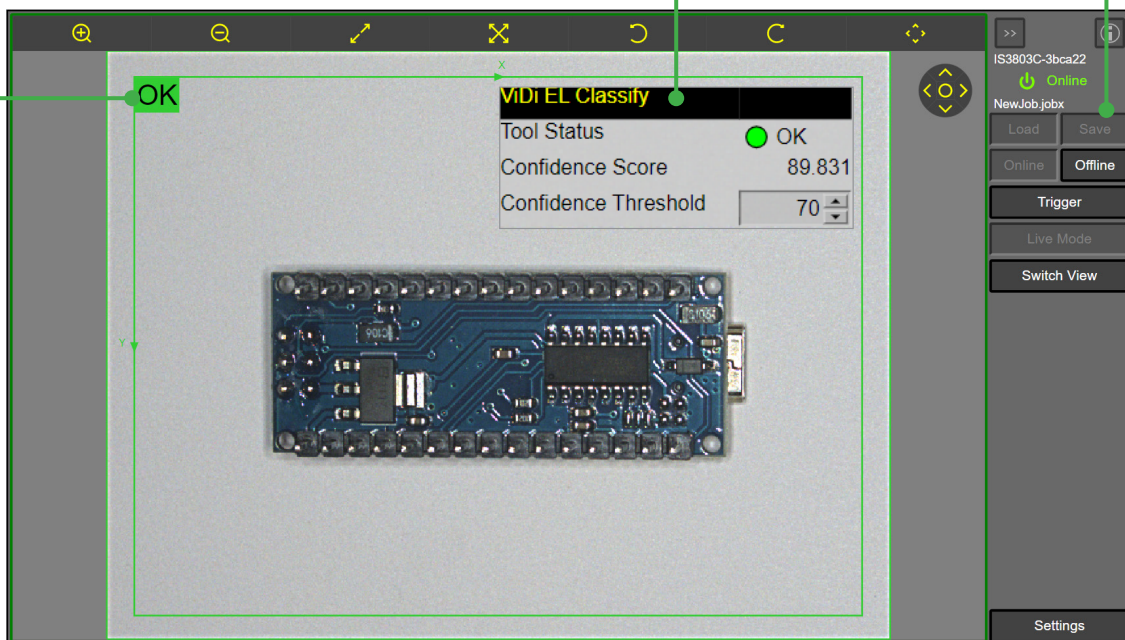 >>
IS3803C-3bca22
Online
NewJob.jobx
Load Save
Online Offline
Trigger
Live Mode
Switch View
Settings
X
OK
ViDi EL Classify
Tool Status OK
Confidence Score 89.831
Confidence Threshold 70
Y
C106